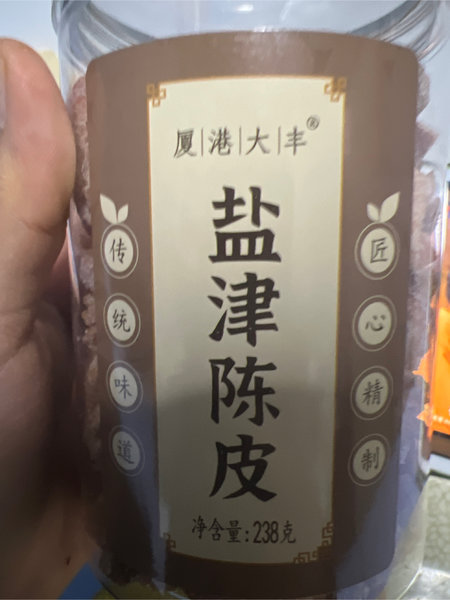 厦|港|大|丰®
盐津陈皮
传统味道
匠心精制
净含量:238克